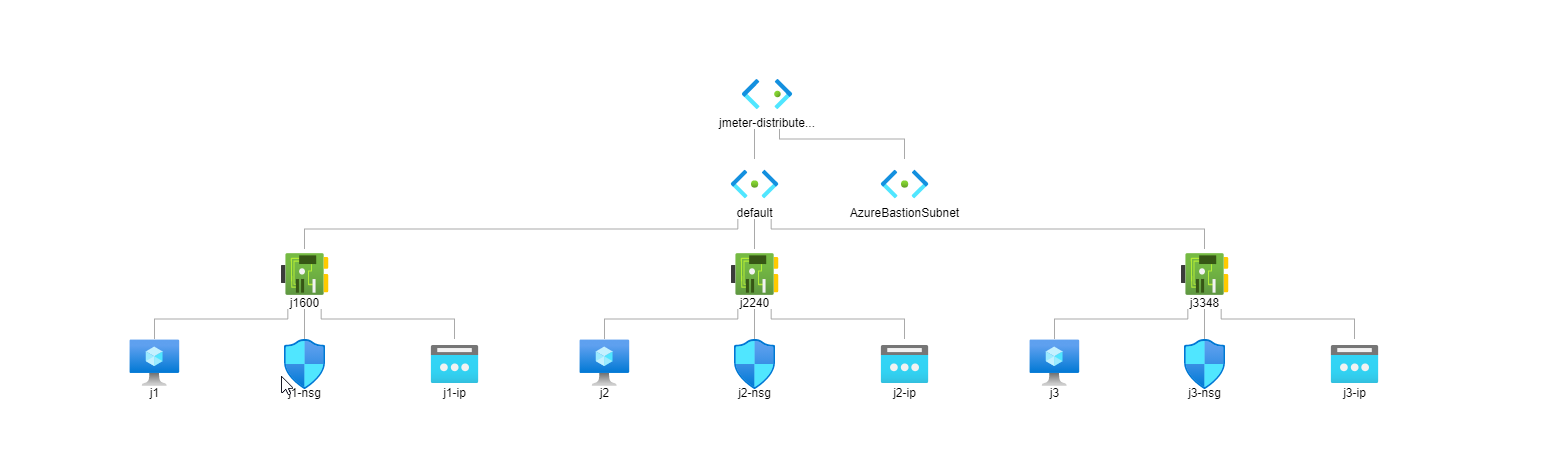 jmeter-distribute...
default
AzureBastionSubnet
j1600
j2240
j3348
j1
j1-nsg
j1-ip
j2
j2-nsg
j2-ip
j3
j3-nsg
j3-ip